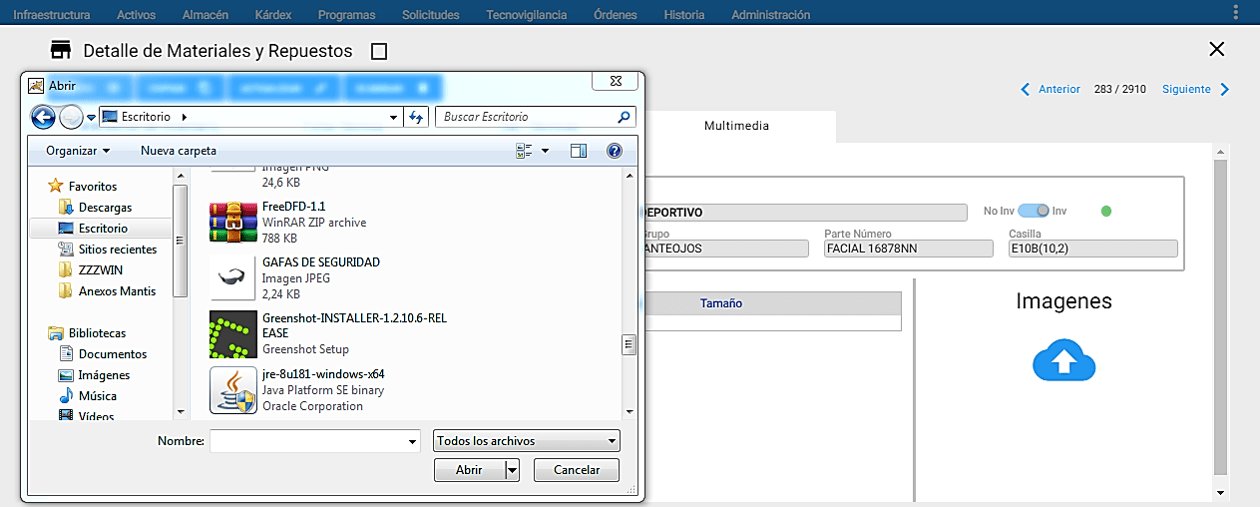 Infraestructura Activos Almacén Kárdex Programas Solicitudes Tecnovigilancia Órdenes Historia Administración
Detalle de Materiales y Repuestos
Abrir
Anterior 283 / 2910 Siguiente
Escritorio
Buscar Escritorio
Multimedia
Organizar
Nueva carpeta
Favoritos
Descargas
Escritorio
Sitios recientes
ZZZWIN
Anexos Mantis
Bibliotecas
Documentos
Imágenes
Música
Vídeos
Imagen PNG
24,6 KB
FreeDFD-1.1
WinRAR ZIP archive
788 KB
GAFAS DE SEGURIDAD
Imagen JPEG
2,24 KB
Greenshot-INSTALLER-1.2.10.6-REL
EASE
Greenshot Setup
jre-8u181-windows-x64
Java Platform SE binary
Oracle Corporation
Nombre:
Todos los archivos
Abrir
Cancelar
DEPORTIVO
No Inv Inv
Grupo
ANTEOJOS
Parte Número
FACIAL 16878NN
Casilla
E10B(10,2)
Tamaño
Imagenes